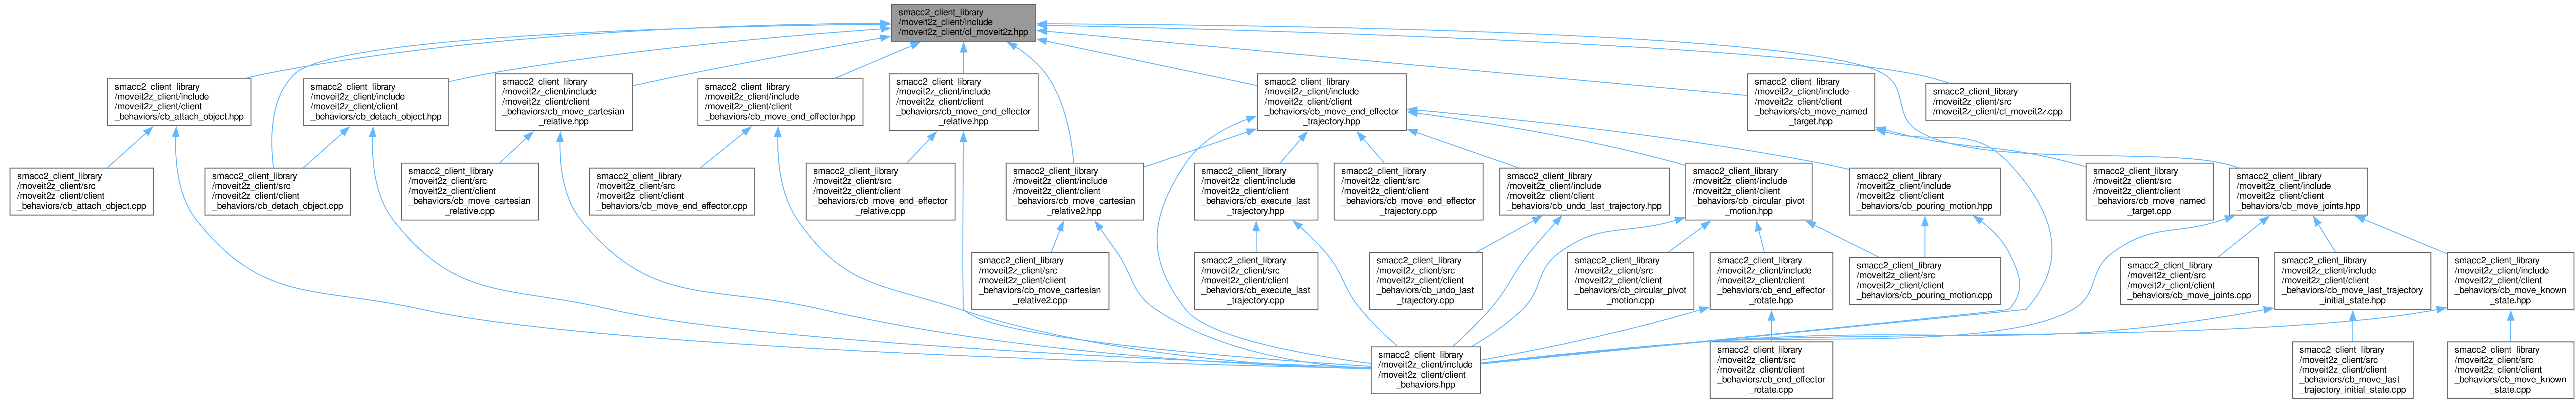 smacc2_client_library
/moveit2z_client/include
/moveit2z_client/cl_moveit2z.hpp
smacc2_client_library
/moveit2z_client/include
/moveit2z_client/client
_behaviors/cb_attach_object.hpp
smacc2_client_library
/moveit2z_client/include
/moveit2z_client/client
_behaviors/cb_detach_object.hpp
smacc2_client_library
/moveit2z_client/include
/moveit2z_client/client
_behaviors/cb_move_cartesian
_relative.hpp
smacc2_client_library
/moveit2z_client/include
/moveit2z_client/client
_behaviors/cb_move_end_effector.hpp
smacc2_client_library
/moveit2z_client/include
/moveit2z_client/client
_behaviors/cb_move_end_effector
_relative.hpp
smacc2_client_library
/moveit2z_client/include
/moveit2z_client/client
_behaviors/cb_move_end_effector
_trajectory.hpp
smacc2_client_library
/moveit2z_client/include
/moveit2z_client/client
_behaviors/cb_move_named
_target.hpp
smacc2_client_library
/moveit2z_client/src
/moveit2z_client/cl_moveit2z.cpp
smacc2_client_library
/moveit2z_client/src
/moveit2z_client/client
_behaviors/cb_attach_object.cpp
smacc2_client_library
/moveit2z_client/src
/moveit2z_client/client
_behaviors/cb_detach_object.cpp
smacc2_client_library
/moveit2z_client/src
/moveit2z_client/client
_behaviors/cb_move_cartesian
_relative.cpp
smacc2_client_library
/moveit2z_client/src
/moveit2z_client/client
_behaviors/cb_move_end_effector.cpp
smacc2_client_library
/moveit2z_client/src
/moveit2z_client/client
_behaviors/cb_move_end_effector
_relative.cpp
smacc2_client_library
/moveit2z_client/include
/moveit2z_client/client
_behaviors/cb_move_cartesian
_relative2.hpp
smacc2_client_library
/moveit2z_client/include
/moveit2z_client/client
_behaviors/cb_execute_last
_trajectory.hpp
smacc2_client_library
/moveit2z_client/src
/moveit2z_client/client
_behaviors/cb_move_end_effector
_trajectory.cpp
smacc2_client_library
/moveit2z_client/include
/moveit2z_client/client
_behaviors/cb_undo_last_trajectory.hpp
smacc2_client_library
/moveit2z_client/include
/moveit2z_client/client
_behaviors/cb_circular_pivot
_motion.hpp
smacc2_client_library
/moveit2z_client/include
/moveit2z_client/client
_behaviors/cb_pouring_motion.hpp
smacc2_client_library
/moveit2z_client/src
/moveit2z_client/client
_behaviors/cb_move_named
_target.cpp
smacc2_client_library
/moveit2z_client/include
/moveit2z_client/client
_behaviors/cb_move_joints.hpp
smacc2_client_library
/moveit2z_client/src
/moveit2z_client/client
_behaviors/cb_move_cartesian
_relative2.cpp
smacc2_client_library
/moveit2z_client/src
/moveit2z_client/client
_behaviors/cb_execute_last
_trajectory.cpp
smacc2_client_library
/moveit2z_client/src
/moveit2z_client/client
_behaviors/cb_undo_last
_trajectory.cpp
smacc2_client_library
/moveit2z_client/src
/moveit2z_client/client
_behaviors/cb_circular_pivot
_motion.cpp
smacc2_client_library
/moveit2z_client/include
/moveit2z_client/client
_behaviors/cb_end_effector
_rotate.hpp
smacc2_client_library
/moveit2z_client/src
/moveit2z_client/client
_behaviors/cb_pouring_motion.cpp
smacc2_client_library
/moveit2z_client/src
/moveit2z_client/client
_behaviors/cb_move_joints.cpp
smacc2_client_library
/moveit2z_client/include
/moveit2z_client/client
_behaviors/cb_move_last_trajectory
_initial_state.hpp
smacc2_client_library
/moveit2z_client/include
/moveit2z_client/client
_behaviors/cb_move_known
_state.hpp
smacc2_client_library
/moveit2z_client/include
/moveit2z_client/client
_behaviors.hpp
smacc2_client_library
/moveit2z_client/src
/moveit2z_client/client
_behaviors/cb_end_effector
_rotate.cpp
smacc2_client_library
/moveit2z_client/src
/moveit2z_client/client
_behaviors/cb_move_last
_trajectory_initial_state.cpp
smacc2_client_library
/moveit2z_client/src
/moveit2z_client/client
_behaviors/cb_move_known
_state.cpp